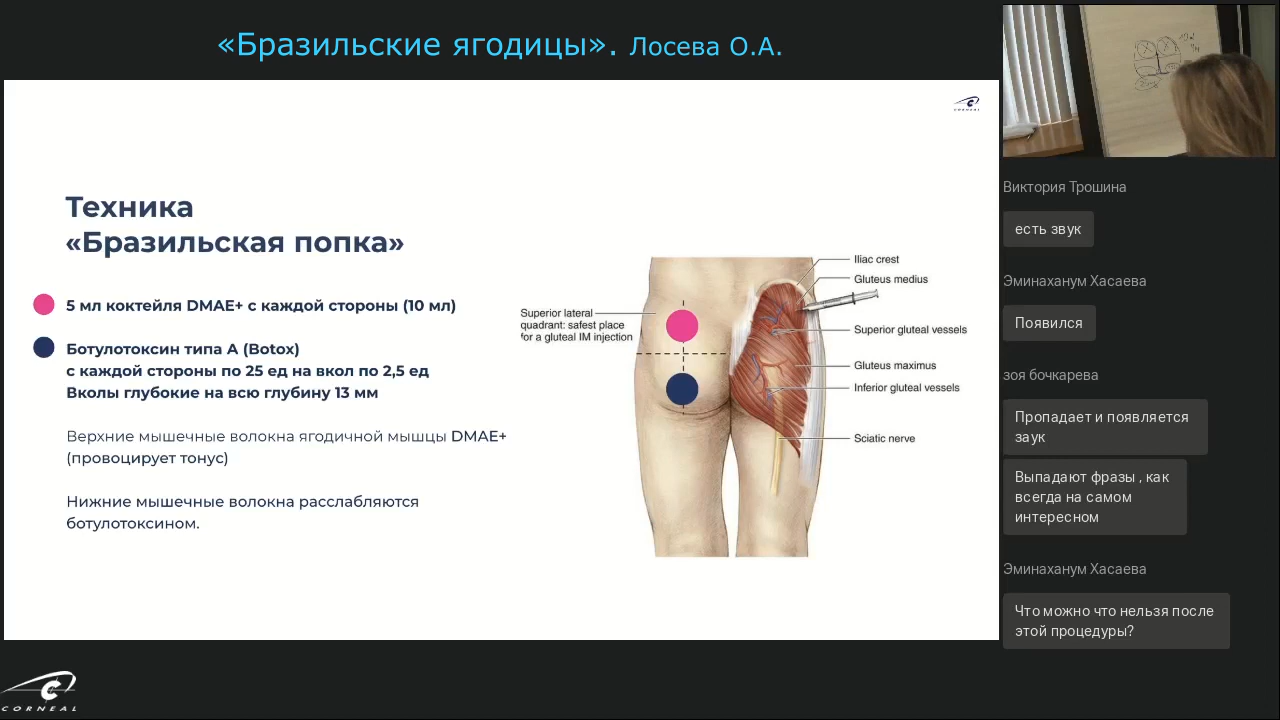 «Бразильские ягодицы». Лосева О.А.
CORNEAL
Техника
«Бразильская попка»
5 мл коктейля DMAE+ с каждой стороны (10 мл)
Ботулотоксин типа А (Botox)
с каждой стороны по 25 ед на вкол по 2,5 ед
Вколы глубокие на всю глубину 13 мм
Верхние мышечные волокна ягодичной мышцы DMAE+
(провоцирует тонус)
Нижние мышечные волокна расслабляются
ботулотоксином.
Superior lateral
quadrant: safest place
for a gluteal IM injection
Iliac crest
Gluteus medius
Superior gluteal vessels
Gluteus maximus
Inferior gluteal vessels
Sciatic nerve
Виктория Трошина
есть звук
Эминаханум Хасаева
Появился
зоя бочкарева
Пропадает и появляется
заук
Выпадают фразы , как
всегда на самом
интересном
Эминаханум Хасаева
Что можно что нельзя после
этой процедуры?
CORNEAL